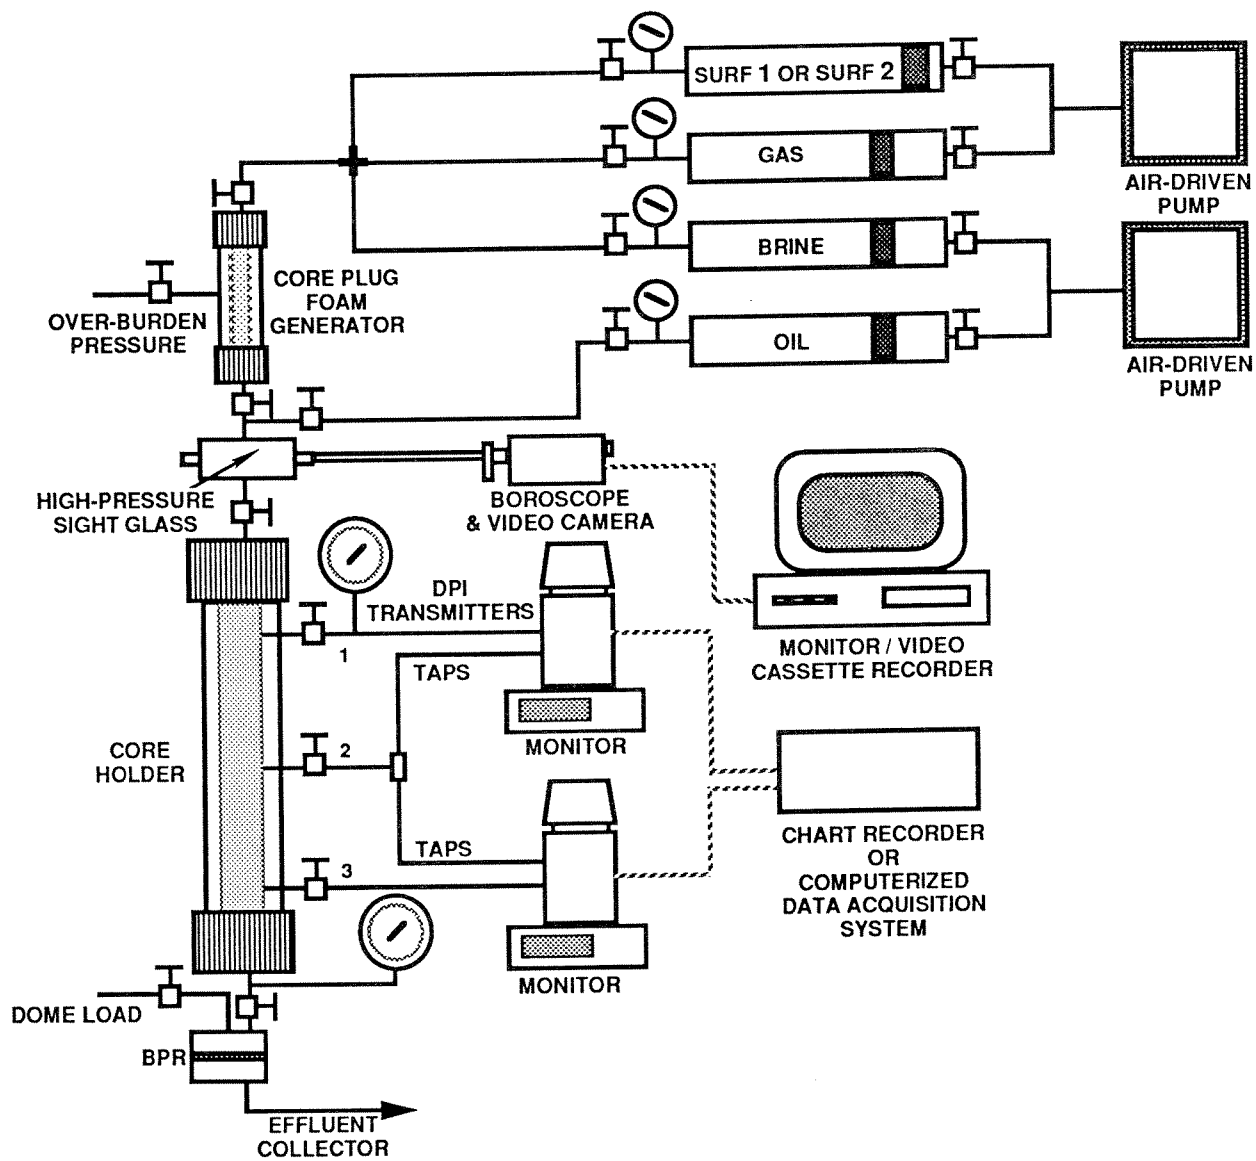 SURF 1 OR SURF 2
GAS
BRINE
OIL
AIR-DRIVEN
PUMP
AIR-DRIVEN
PUMP
CORE PLUG
FOAM
GENERATOR
OVER-BURDEN
PRESSURE
HIGH-PRESSURE
SIGHT GLASS
BOROSCOPE
& VIDEO CAMERA
DPI
TRANSMITTERS
1
TAPS
MONITOR
MONITOR / VIDEO
CASSETTE RECORDER
CORE
HOLDER
2
TAPS
3
MONITOR
CHART RECORDER
OR
COMPUTERIZED
DATA ACQUISITION
SYSTEM
DOME LOAD
BPR
EFFLUENT
COLLECTOR